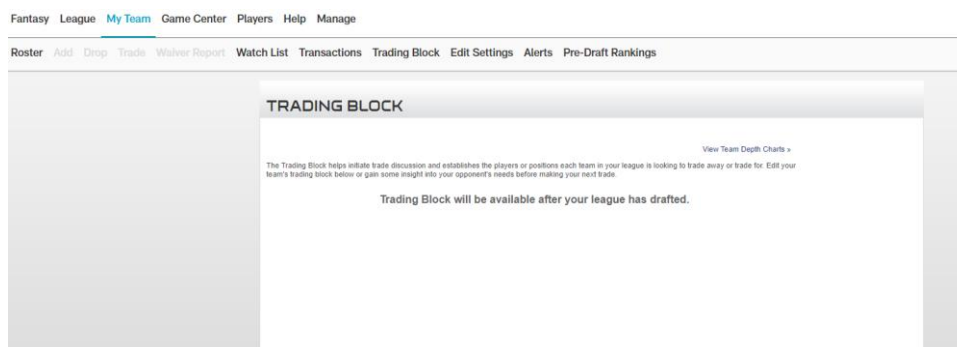 Fantasy League My Team Game Center Players Help Manage
Roster Add Drop Trade Waiver Report Watch List Transactions Trading Block Edit Settings Alerts Pre-Draft Rankings
TRADING BLOCK
View Team Depth Charts »
The Trading Block helps initiate trade discussion and establishes the players or positions each team in your league is looking to trade away or trade for. Edit your
team's trading block below or gain some insight into your opponent's needs before making your next trade.
Trading Block will be available after your league has drafted.